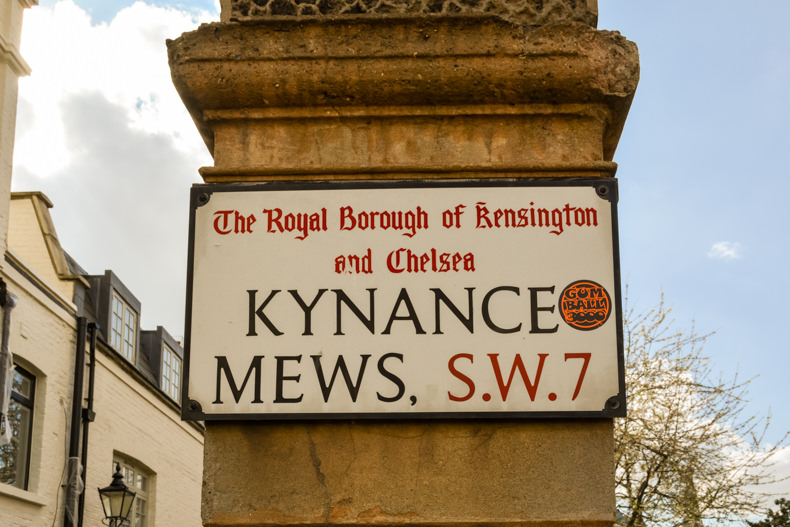 The Royal Borough of Kensington
and Chelsea
KYNANCE
GUM
BALL
3000
MEWS, S.W.7